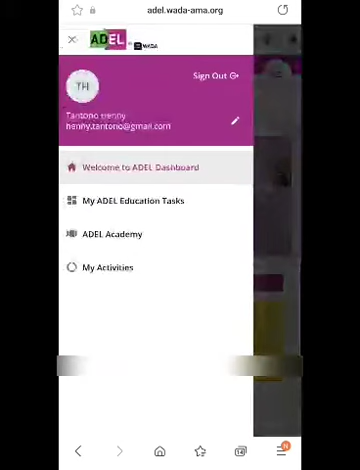 adel.wada-ama.org
ADEL
WADA
Sign Out
TH
Tantono Henny
henny.tantono@gmail.com
Welcome to ADEL Dashboard
My ADEL Education Tasks
ADEL Academy
My Activities
N